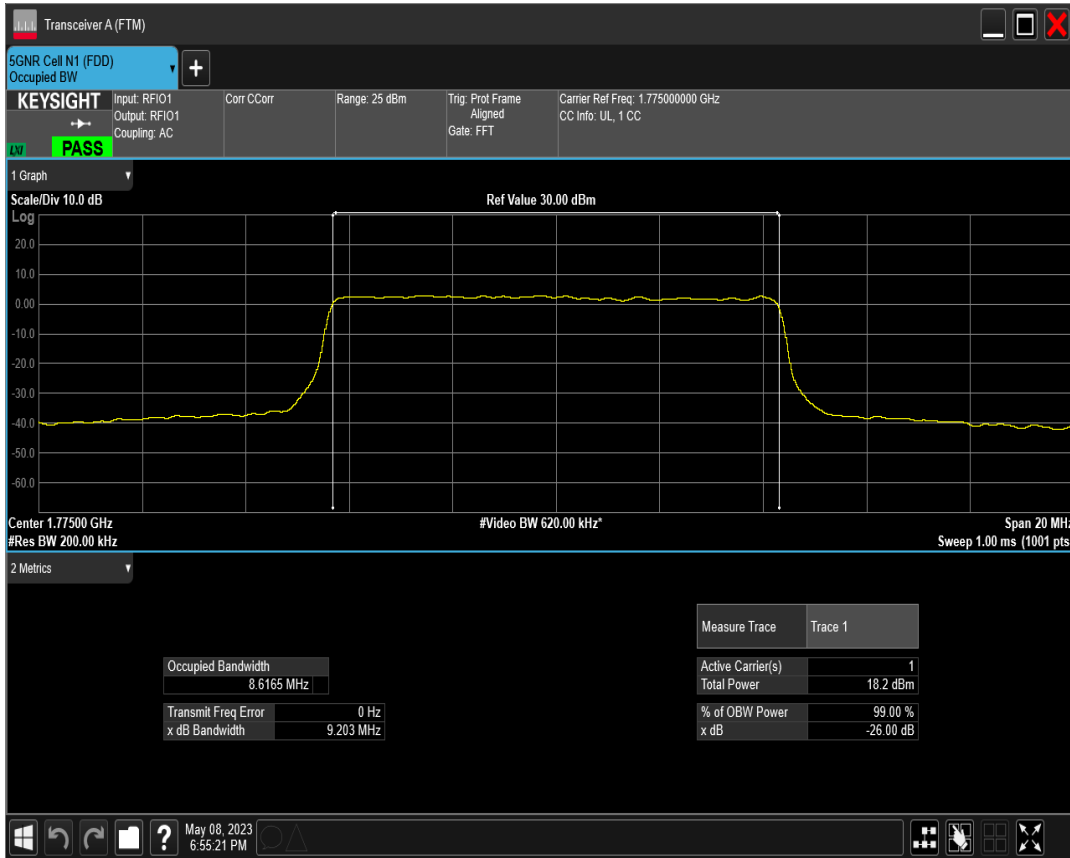 Transceiver A (FTM)
5GNR Cell N1 (FDD)
Occupied BW
+
KEYSIGHT
LXI
PASS
Input: RFIO1
Output: RFIO1
Coupling: AC
Corr CCorr
Range: 25 dBm
Trig: Prot Frame
Aligned
Gate: FFT
Carrier Ref Freq: 1.775000000 GHz
CC Info: UL, 1 CC
1 Graph
Scale/Div 10.0 dB
Ref Value 30.00 dBm
Log
20.0
10.0
0.00
-10.0
-20.0
-30.0
-40.0
-50.0
-60.0
Center 1.77500 GHz
#Video BW 620.00 kHz*
Span 20 MHz
#Res BW 200.00 kHz
Sweep 1.00 ms (1001 pts
2 Metrics
Measure Trace Trace 1
Occupied Bandwidth
8.6165 MHz
Active Carrier(s) 1
Total Power 18.2 dBm
Transmit Freq Error 0 Hz
x dB Bandwidth 9.203 MHz
% of OBW Power 99.00 %
x dB -26.00 dB
?
May 08, 2023
6:55:21 PM